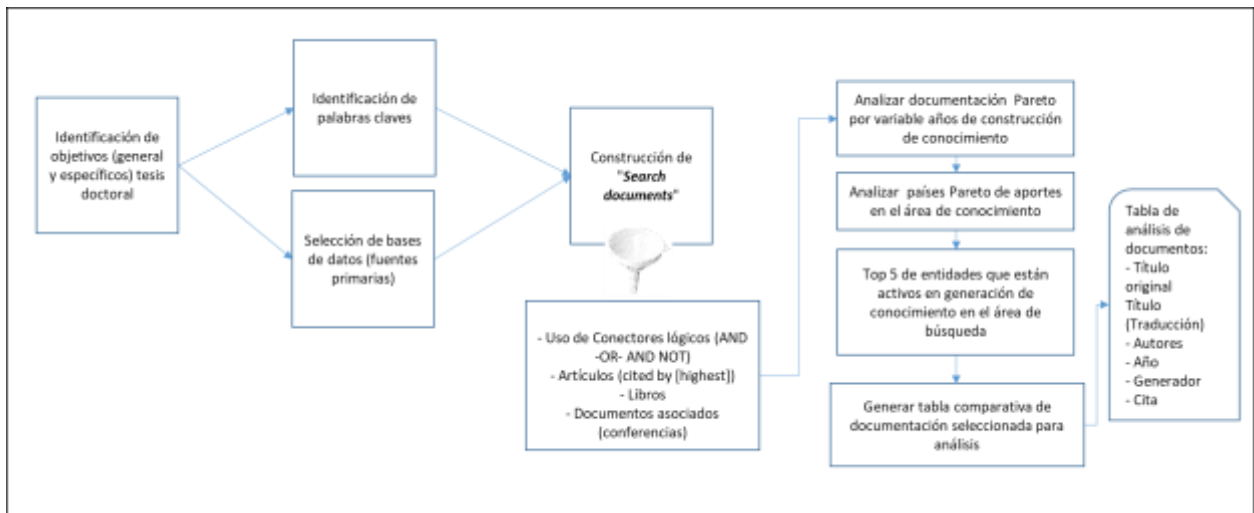 Identificación de
objetivos (general
y específicos) tesis
doctoral
Identificación de
palabras claves
Selección de bases
de datos (fuentes
primarias)
Construcción de
"Search
documents"
- Uso de Conectores lógicos (AND
-OR- AND NOT)
- Artículos (cited by [highest])
- Libros
- Documentos asociados
(conferencias)
Analizar documentación Pareto
por variable años de construcción
de conocimiento
Analizar países Pareto de aportes
en el área de conocimiento
Top 5 de entidades que están
activos en generación de
conocimiento en el área de
búsqueda
Generar tabla comparativa de
documentación seleccionada para
análisis
Tabla de
análisis de
documentos:
- Título
original
Título
(Traducción)
- Autores
- Año
- Generador
- Cita